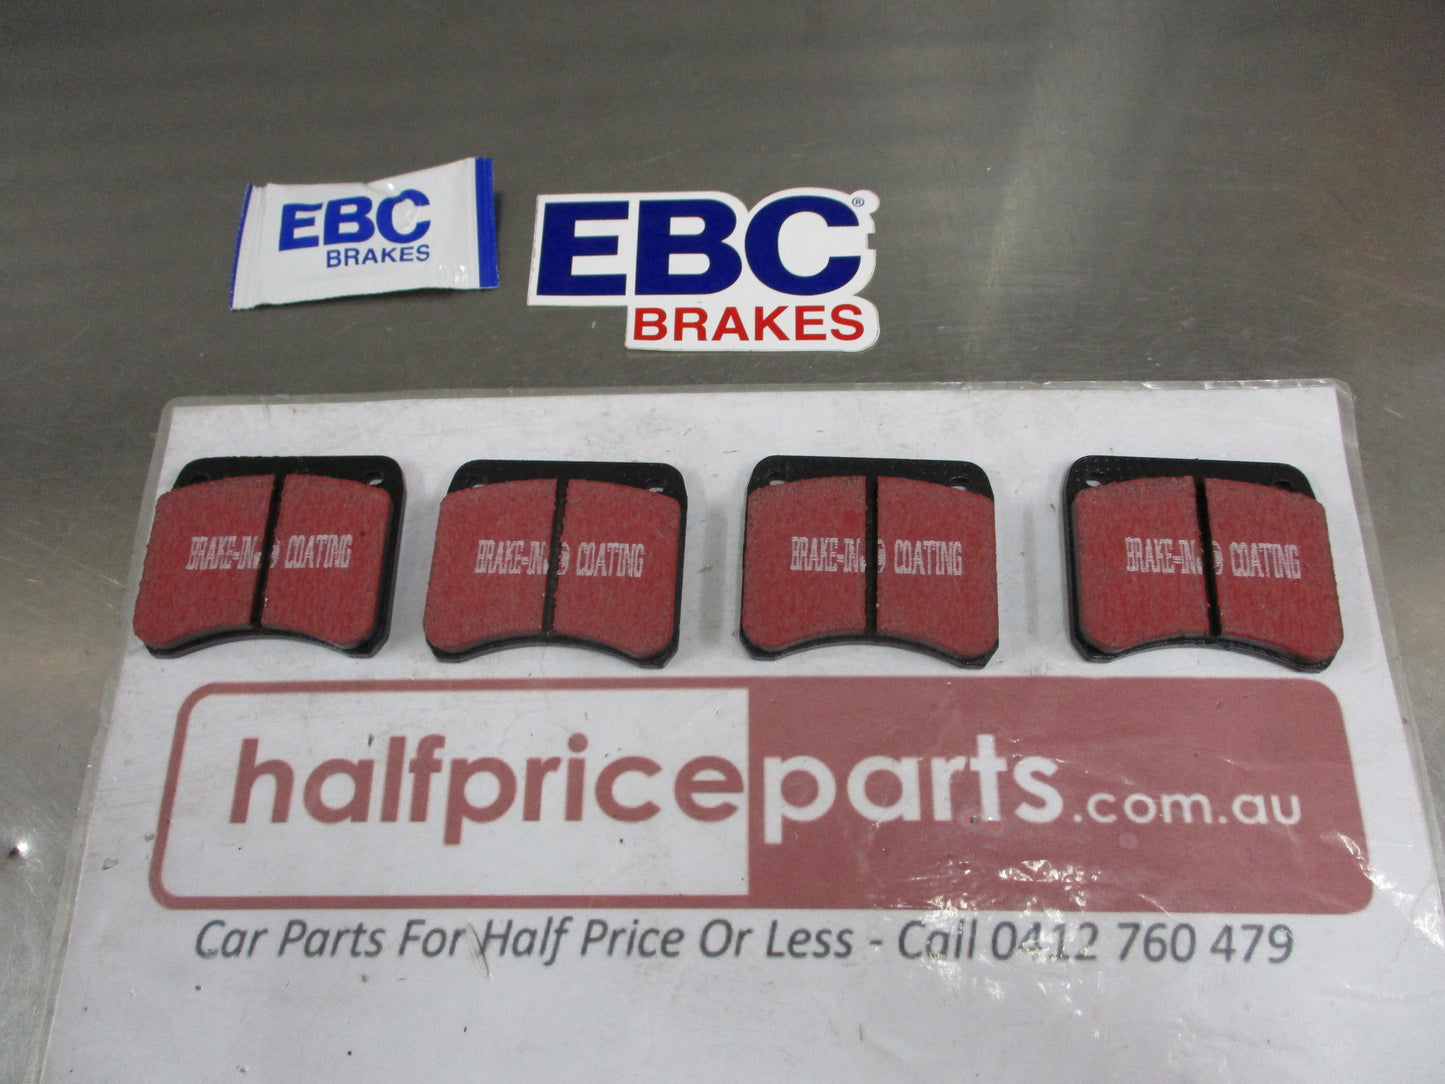 EBC
BRAKES
EBC®
BRAKES
BRAKE-IN COATING
BRAKE-IN COATING
BRAKE-IN COATING
BRAKE-IN COATING
halfpriceparts.com.au
Car Parts For Half Price Or Less - Call 0412 760 479